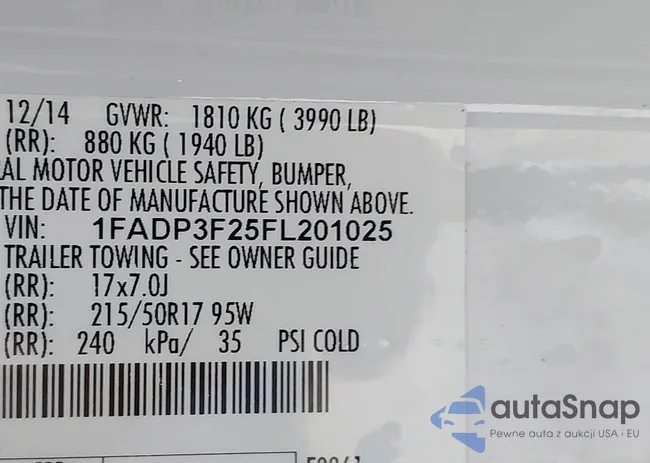 12/14 GVWR: 1810 KG ( 3990 LB)
(RR): 880 KG ( 1940 LB)
AL MOTOR VEHICLE SAFETY, BUMPER,
THE DATE OF MANUFACTURE SHOWN ABOVE.
VIN: 1FADP3F25FL201025
TRAILER TOWING - SEE OWNER GUIDE
(RR): 17x7.0J
(RR): 215/50R17 95W
(RR): 240 kPa/ 35 PSI COLD
autaSnap
Pewne auta z aukcji USA i EU